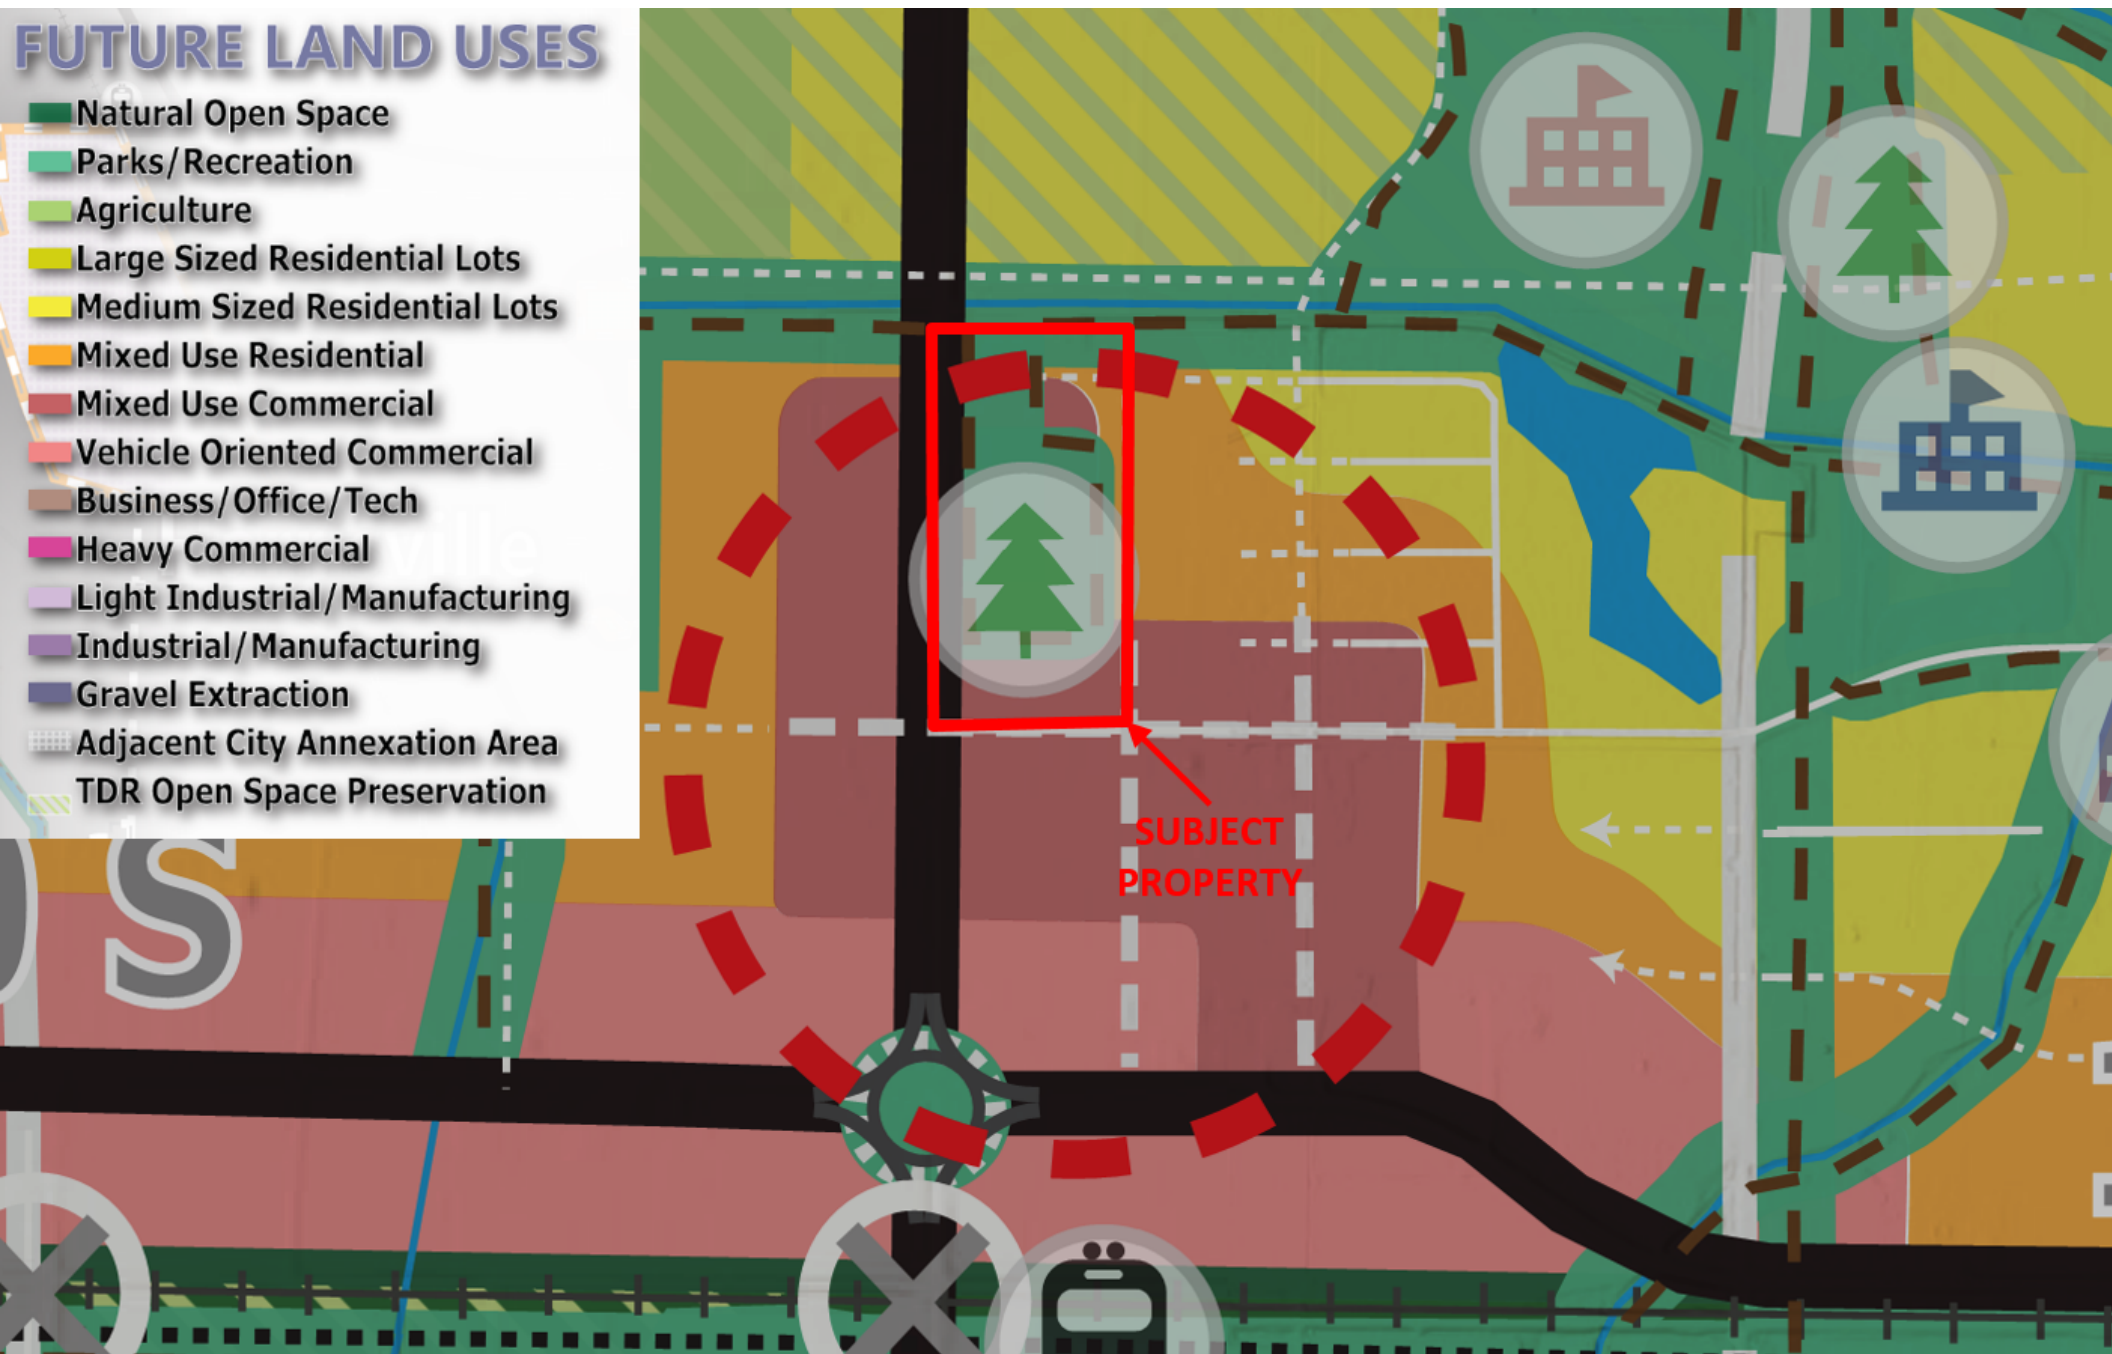 FUTURE LAND USES
Natural Open Space
Parks/Recreation
Agriculture
Large Sized Residential Lots
Medium Sized Residential Lots
Mixed Use Residential
Mixed Use Commercial
Vehicle Oriented Commercial
Business/Office/Tech
Heavy Commercial
Light Industrial/Manufacturing
Industrial/Manufacturing
Gravel Extraction
Adjacent City Annexation Area
TDR Open Space Preservation
SUBJECT
PROPERTY
S